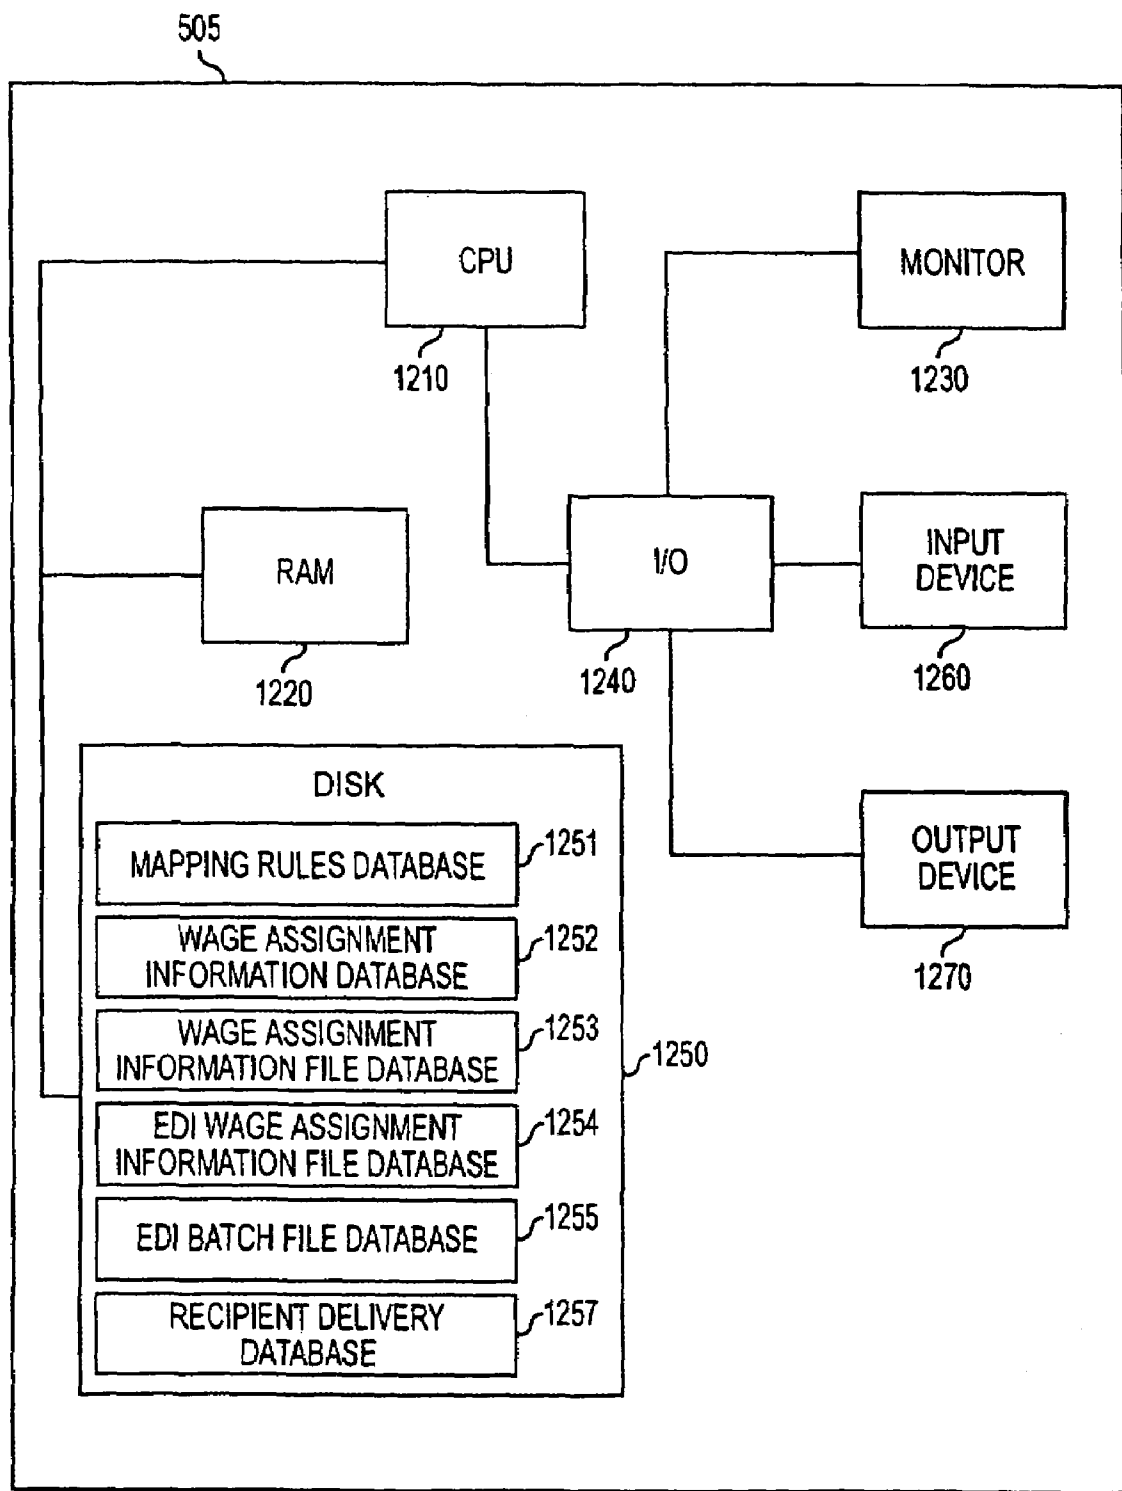 505
CPU
1210
MONITOR
1230
RAM
1220
I/O
1240
INPUT
DEVICE
1260
DISK
MAPPING RULES DATABASE
1251
WAGE ASSIGNMENT
INFORMATION DATABASE
1252
WAGE ASSIGNMENT
INFORMATION FILE DATABASE
1253
EDI WAGE ASSIGNMENT
INFORMATION FILE DATABASE
1254
EDI BATCH FILE DATABASE
1255
RECIPIENT DELIVERY
DATABASE
1257
1250
OUTPUT
DEVICE
1270